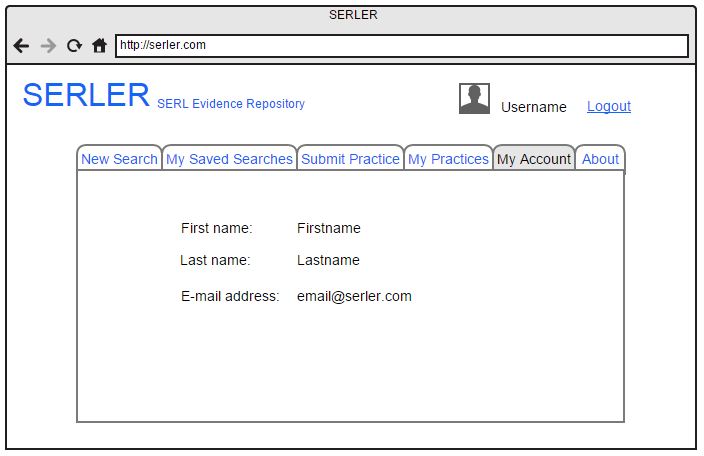 SERLER
http://serler.com
SERLER SERL Evidence Repository
Username Logout
New Search My Saved Searches Submit Practice My Practices My Account About
First name: Firstname
Last name: Lastname
E-mail address: email@serler.com